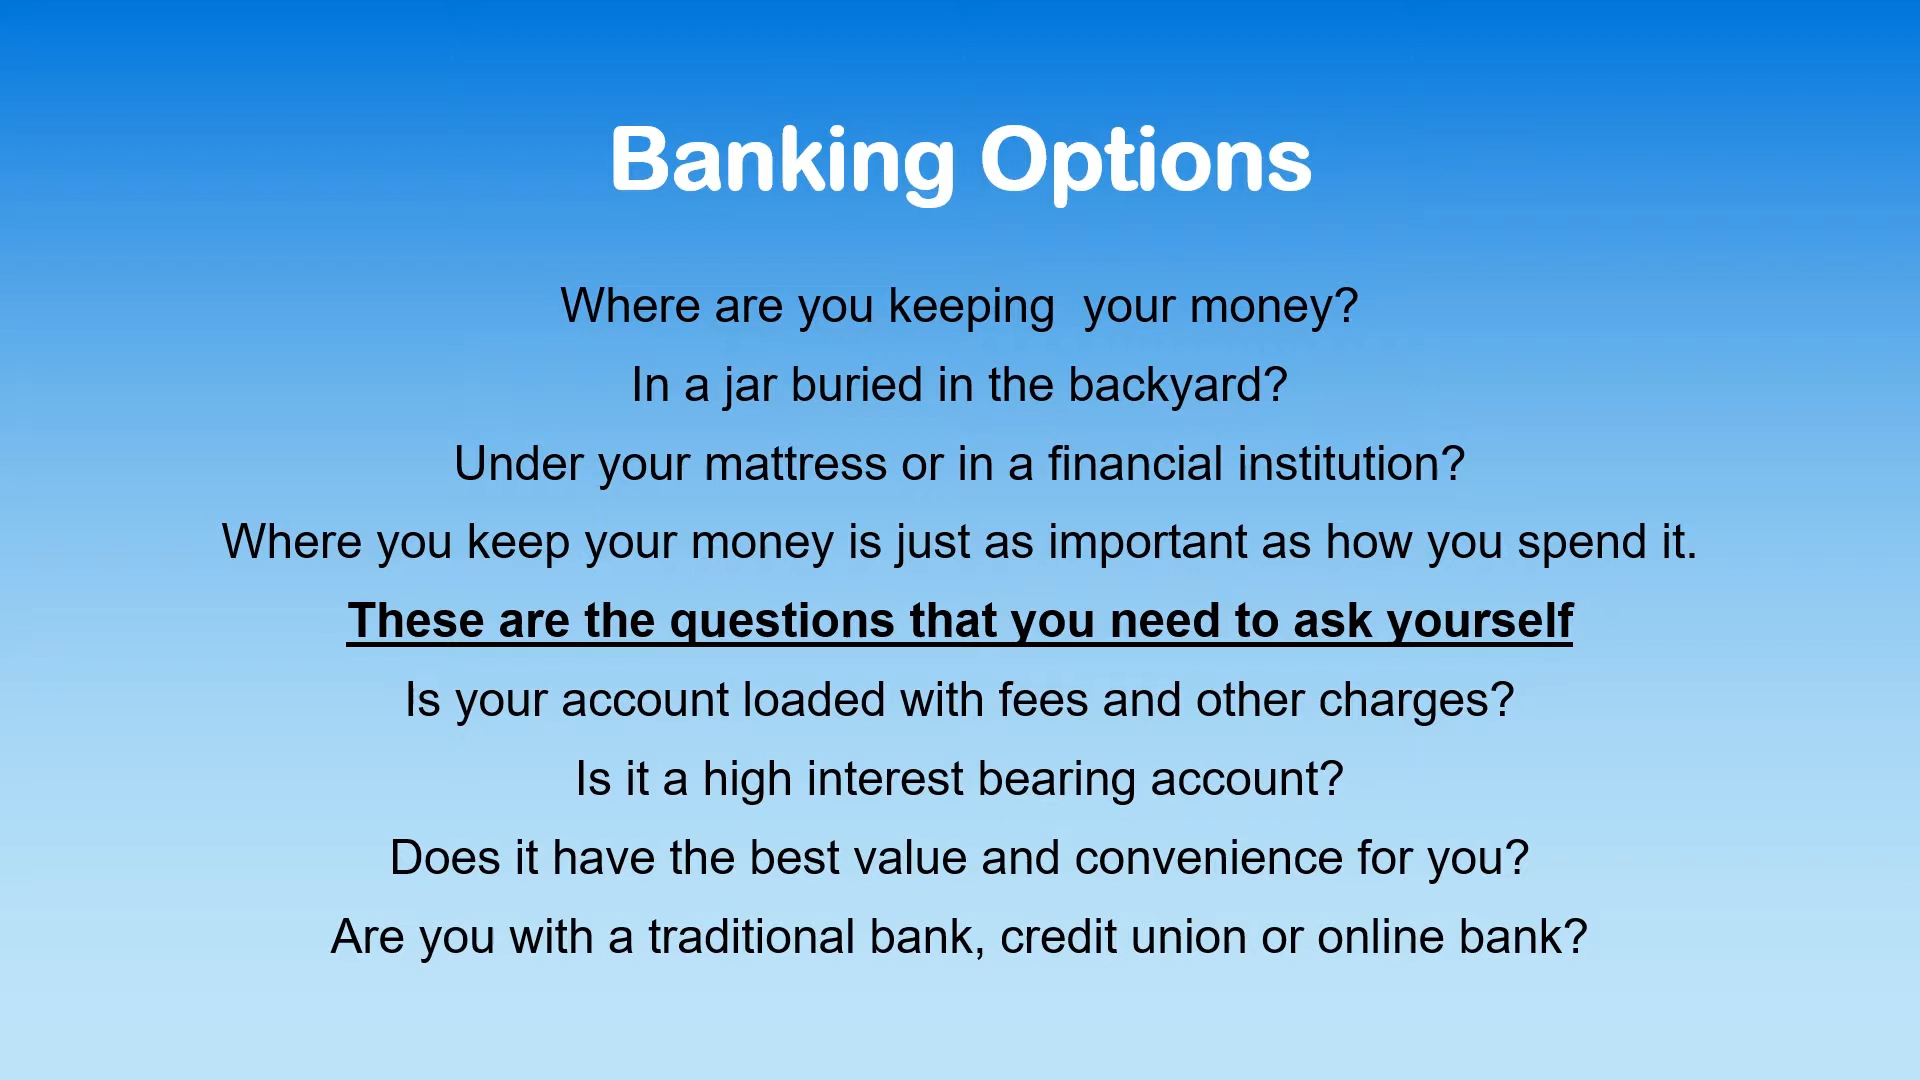 Banking Options
Where are you keeping  your money?
In a jar buried in the backyard?
Under your mattress or in a financial institution?
Where you keep your money is just as important as how you spend it.
These are the questions that you need to ask yourself
Is your account loaded with fees and other charges?
Is it a high interest bearing account?
Does it have the best value and convenience for you?
Are you with a traditional bank, credit union or online bank?